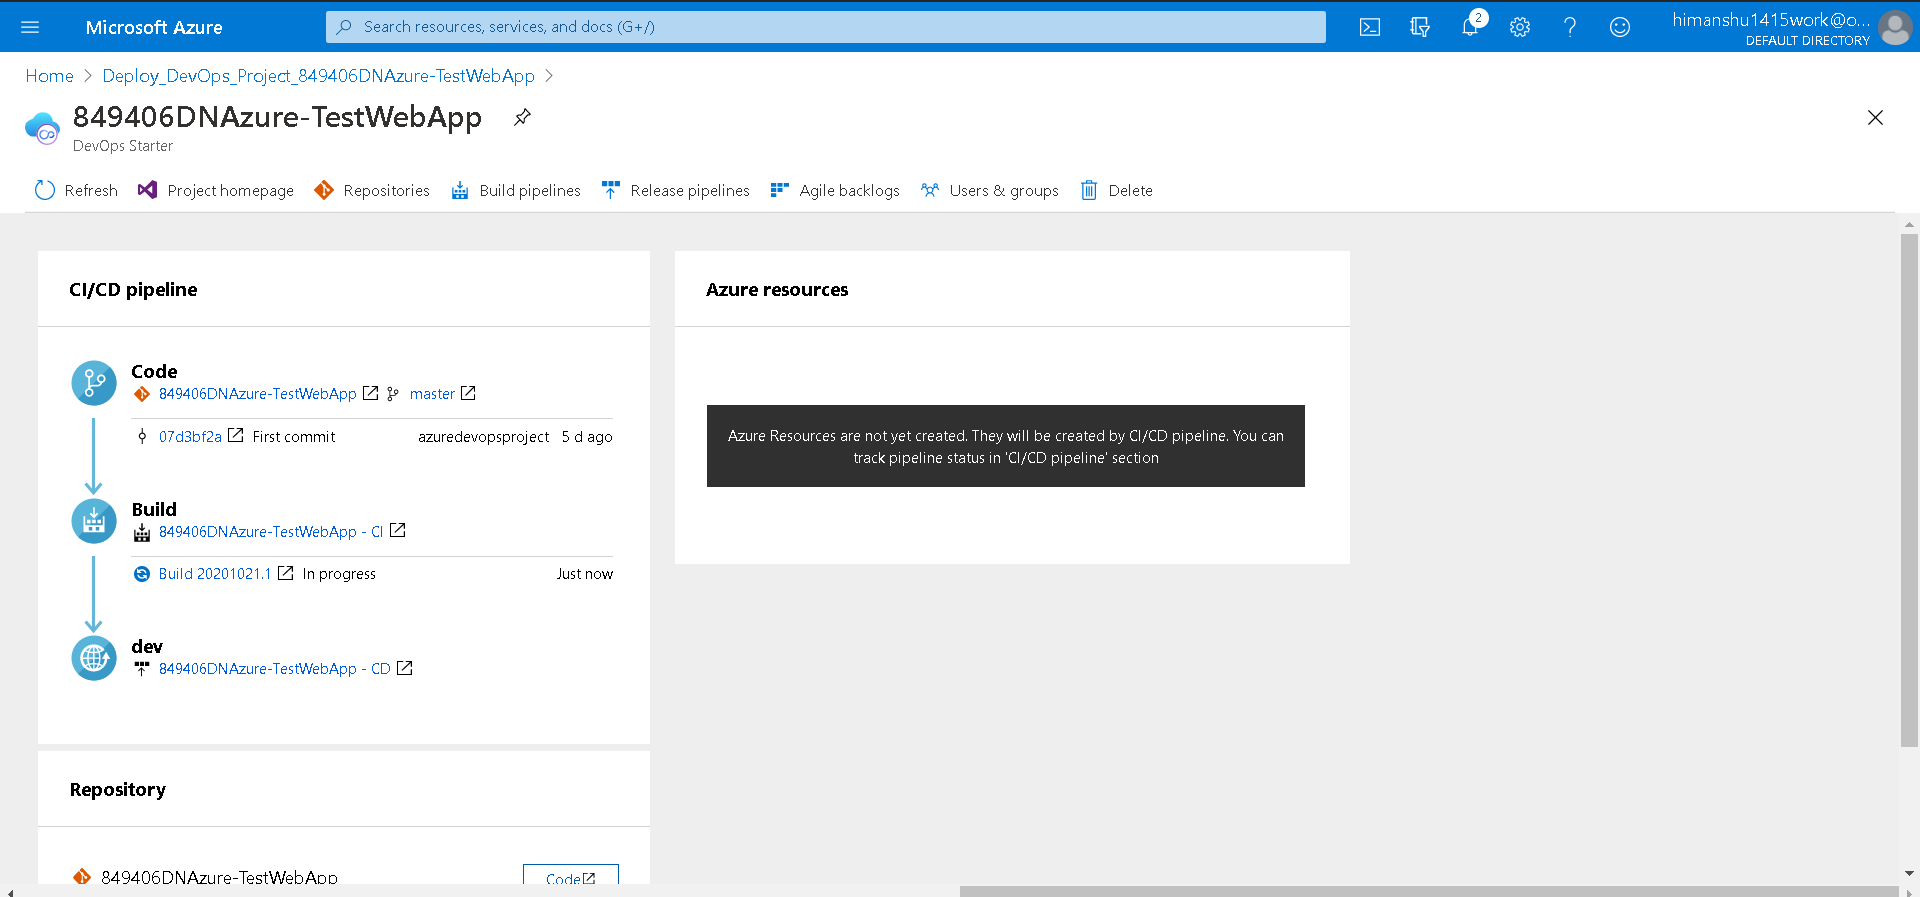 Microsoft Azure
Search resources, services, and docs (G+/)
2
himanshu1415work@o...
DEFAULT DIRECTORY
Home > Deploy_DevOps_Project_849406DNAzure-TestWebApp >
849406DNAzure-TestWebApp
DevOps Starter
Refresh Project homepage Repositories Build pipelines Release pipelines Agile backlogs Users & groups Delete
CI/CD pipeline
Code
849406DNAzure-TestWebApp master
07d3bf2a First commit azuredevopsproject 5 d ago
Build
849406DNAzure-TestWebApp - CI
Build 20201021.1 In progress Just now
dev
849406DNAzure-TestWebApp - CD
Azure resources
Azure Resources are not yet created. They will be created by CI/CD pipeline. You can
track pipeline status in 'CI/CD pipeline' section
Repository
849406DNAzure-TestWebApp Code